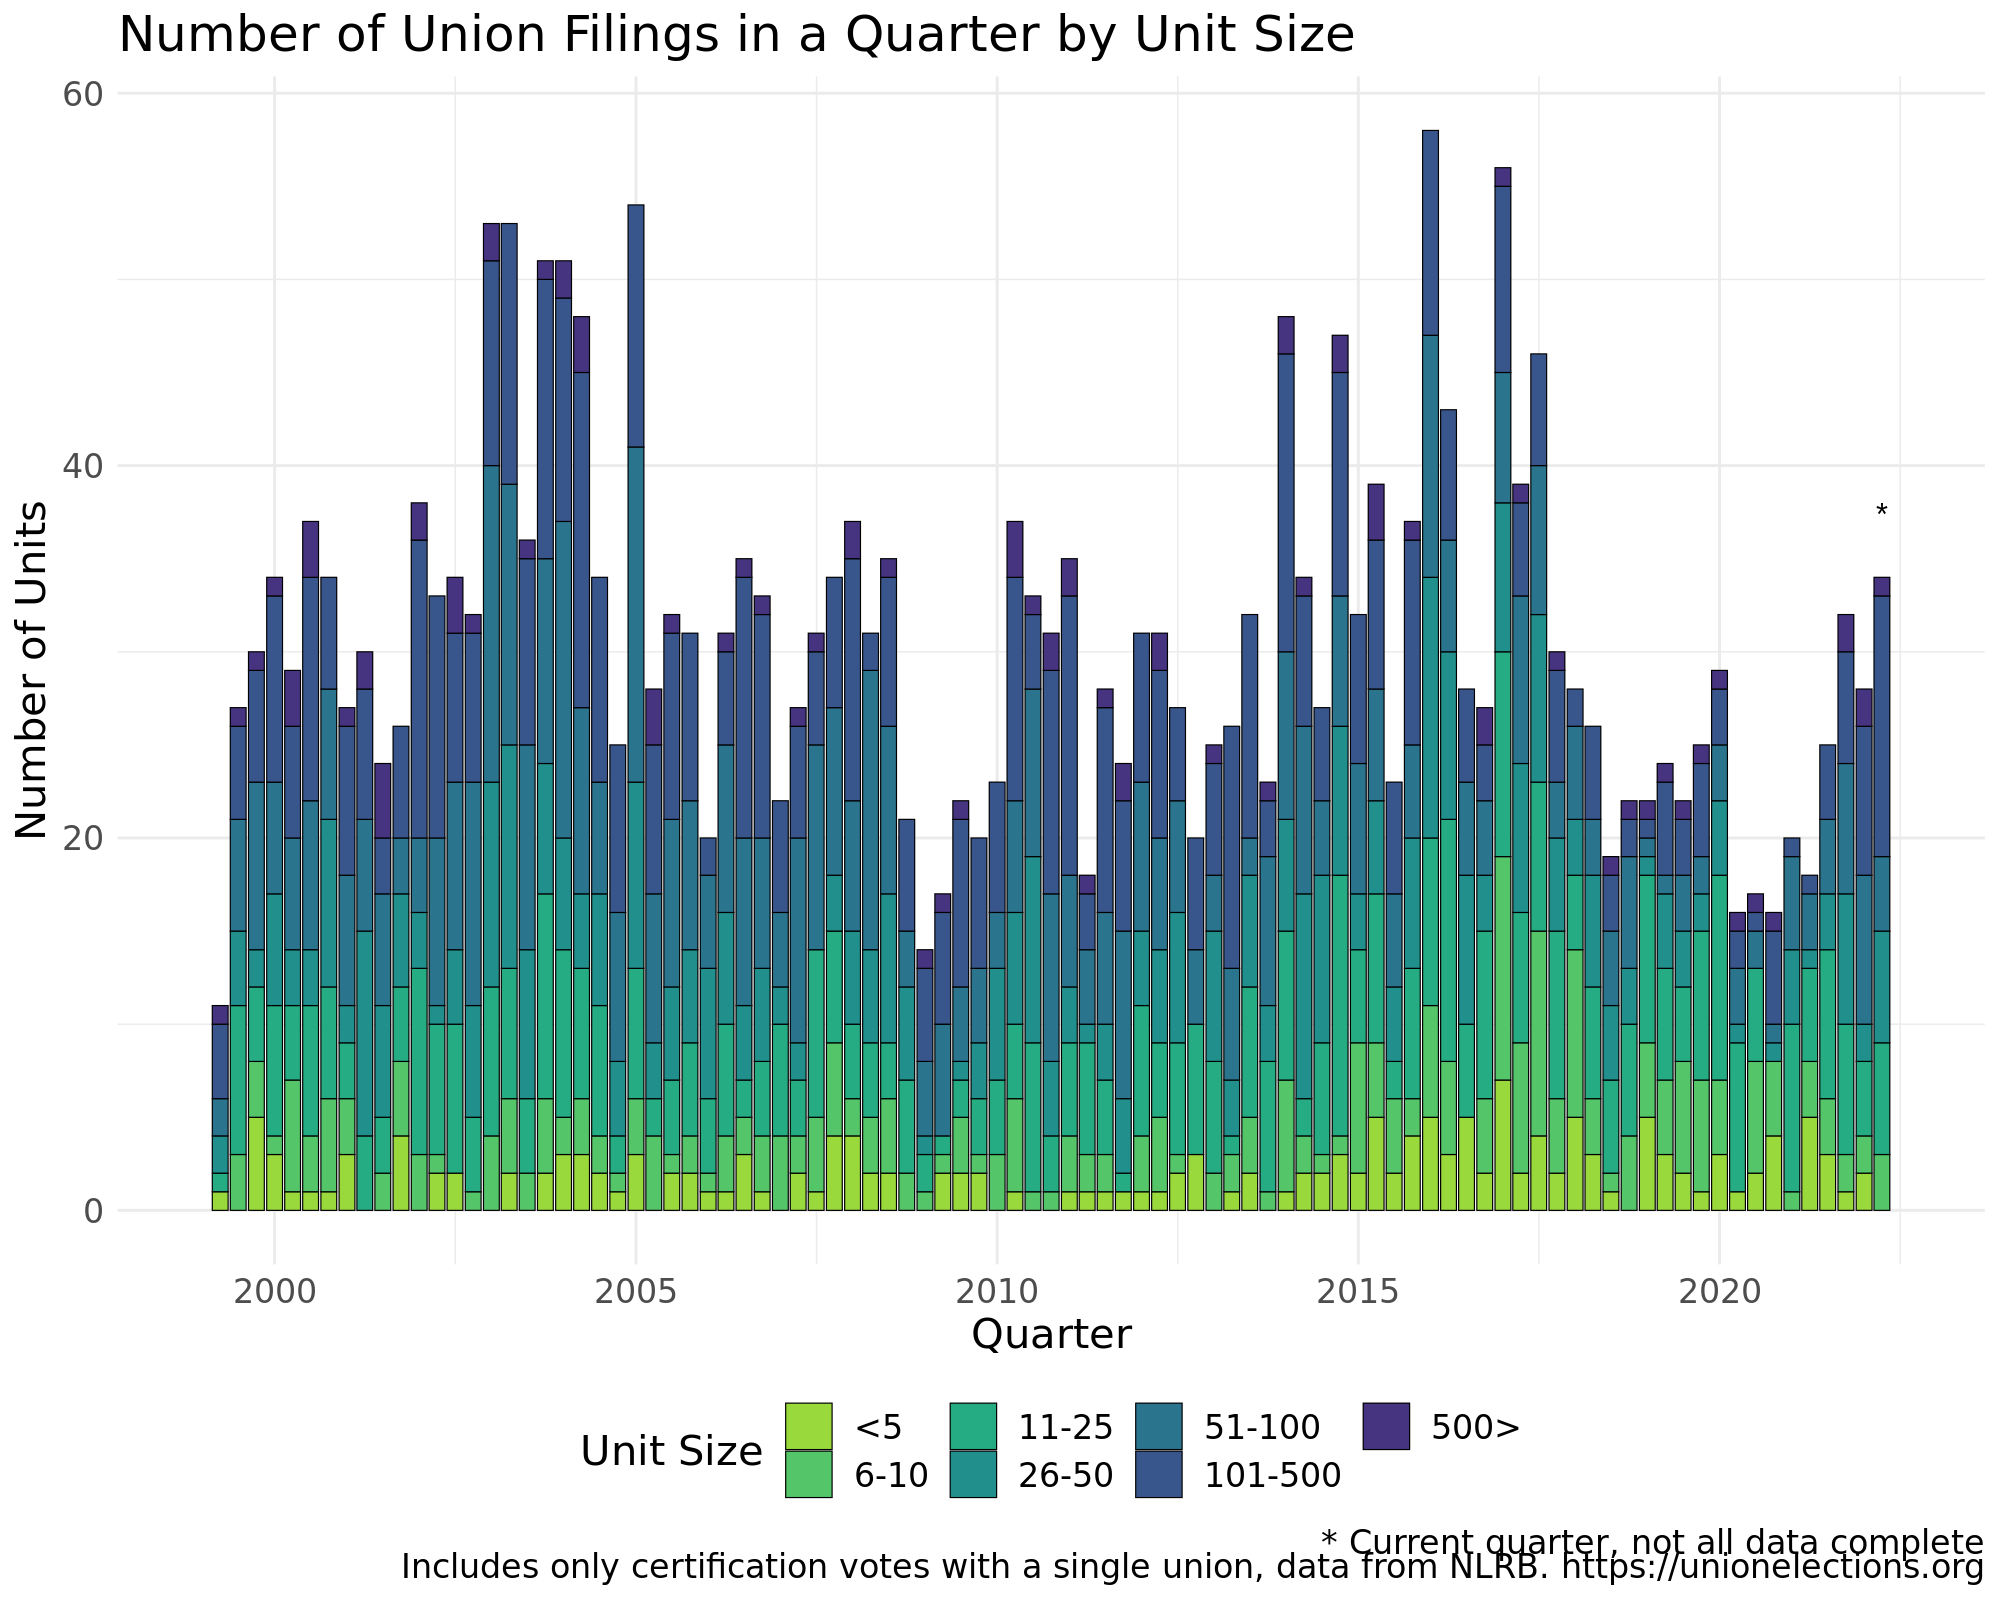 Number of Union Filings in a Quarter by Unit Size
60
40
20
0
Number of Units
*
2000 2005 2010 2015 2020
Quarter
Unit Size
<5 11-25 51-100 500>
6-10 26-50 101-500
* Current quarter, not all data complete
Includes only certification votes with a single union, data from NLRB. https://unionelections.org